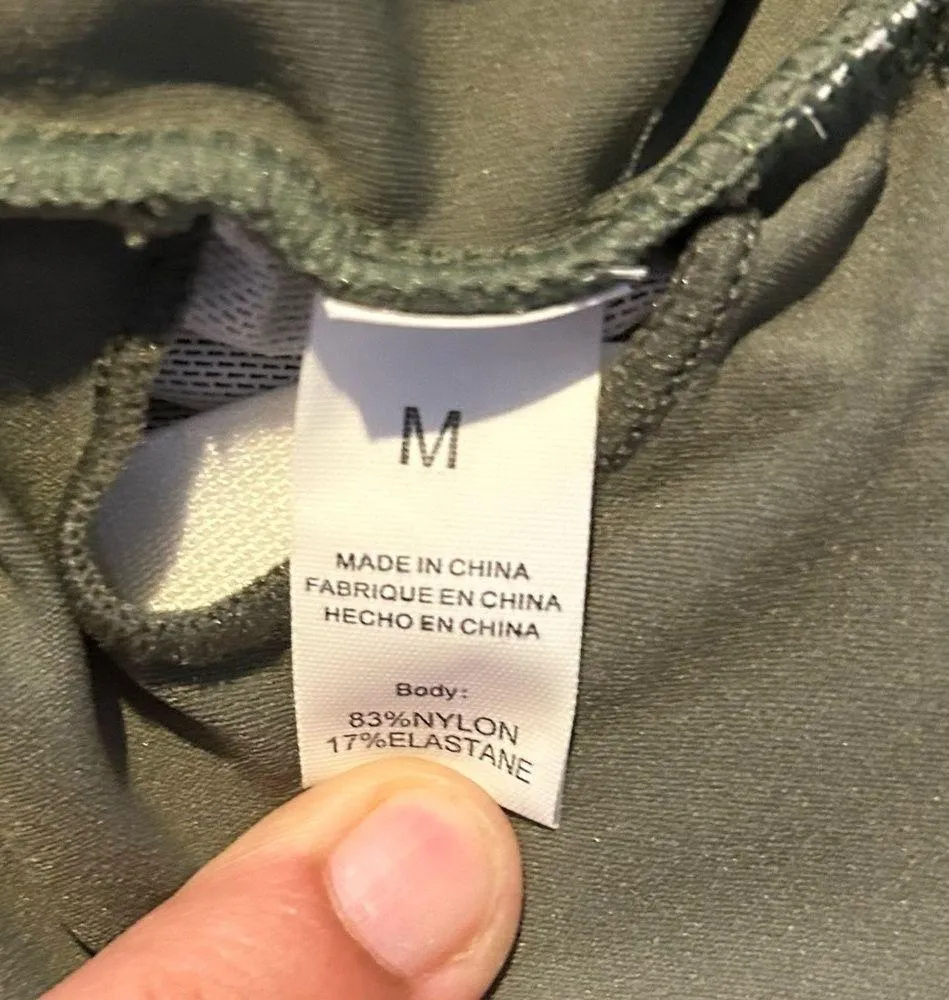 M
MADE IN CHINA
FABRIQUE EN CHINA
HECHO EN CHINA
Body:
83%NYLON
17%ELASTANE